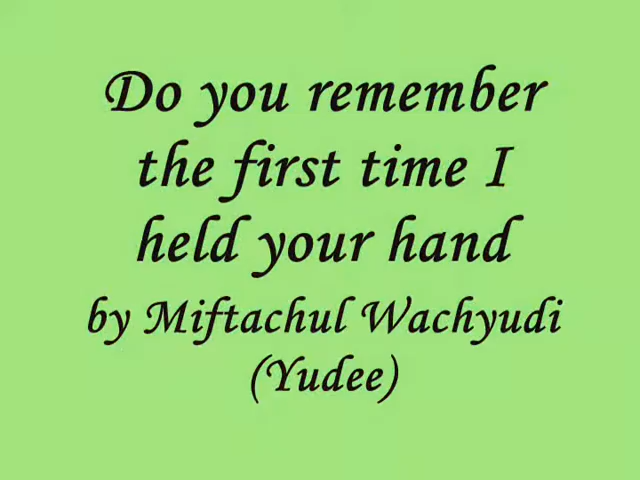 Do you remember
the first time I
held your hand
by Miftachul Wachyudi
(Yudee)